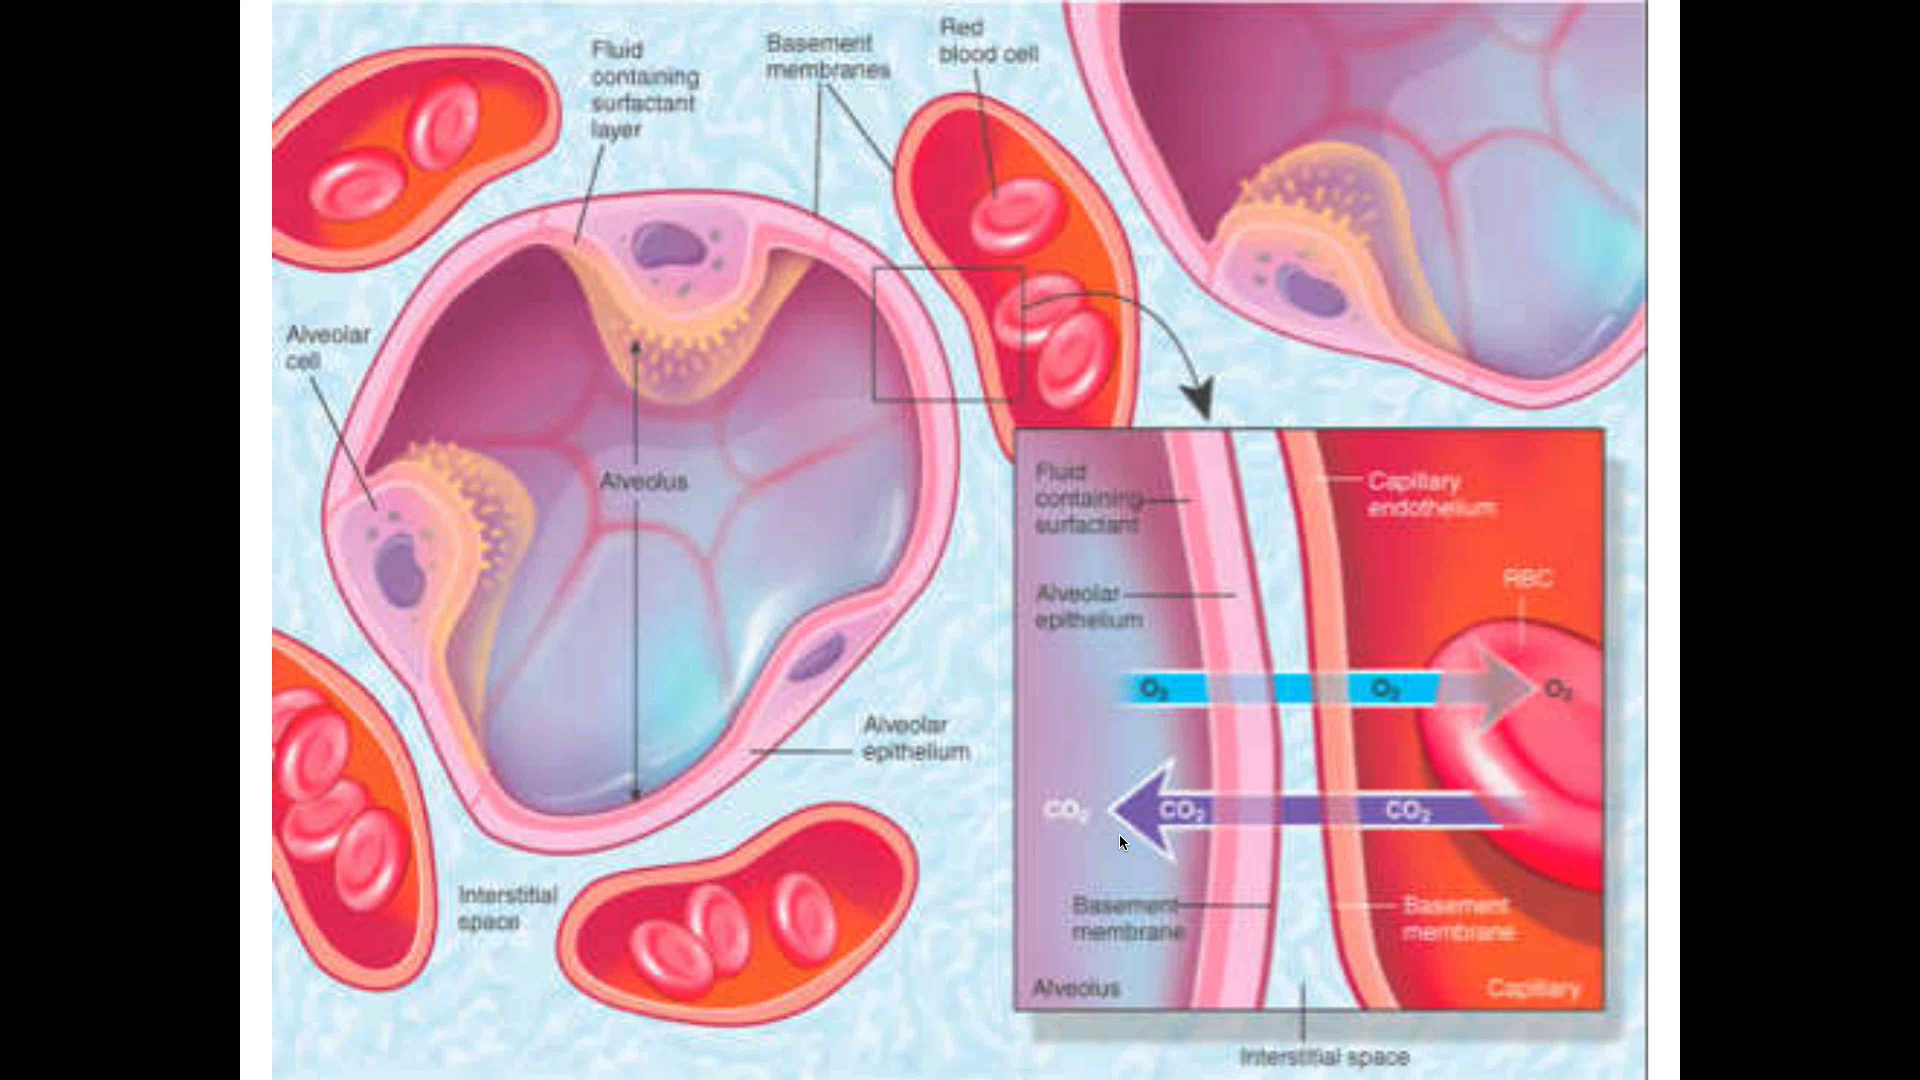 Fluid
containing
surfactant
layer
Basement
membranes
Red
blood cell
Alveolar
cell
Alveolus
Alveolar
epithelium
Interstitial
space
Fluid
containing
surfactant
Capillary
endothelium
RBC
Alveolar
epithelium
O₂ O₂ O₂
CO₂ CO₂ CO₂
Basement
membrane
Basement
membrane
Alveolus
Capillary
Interstitial space